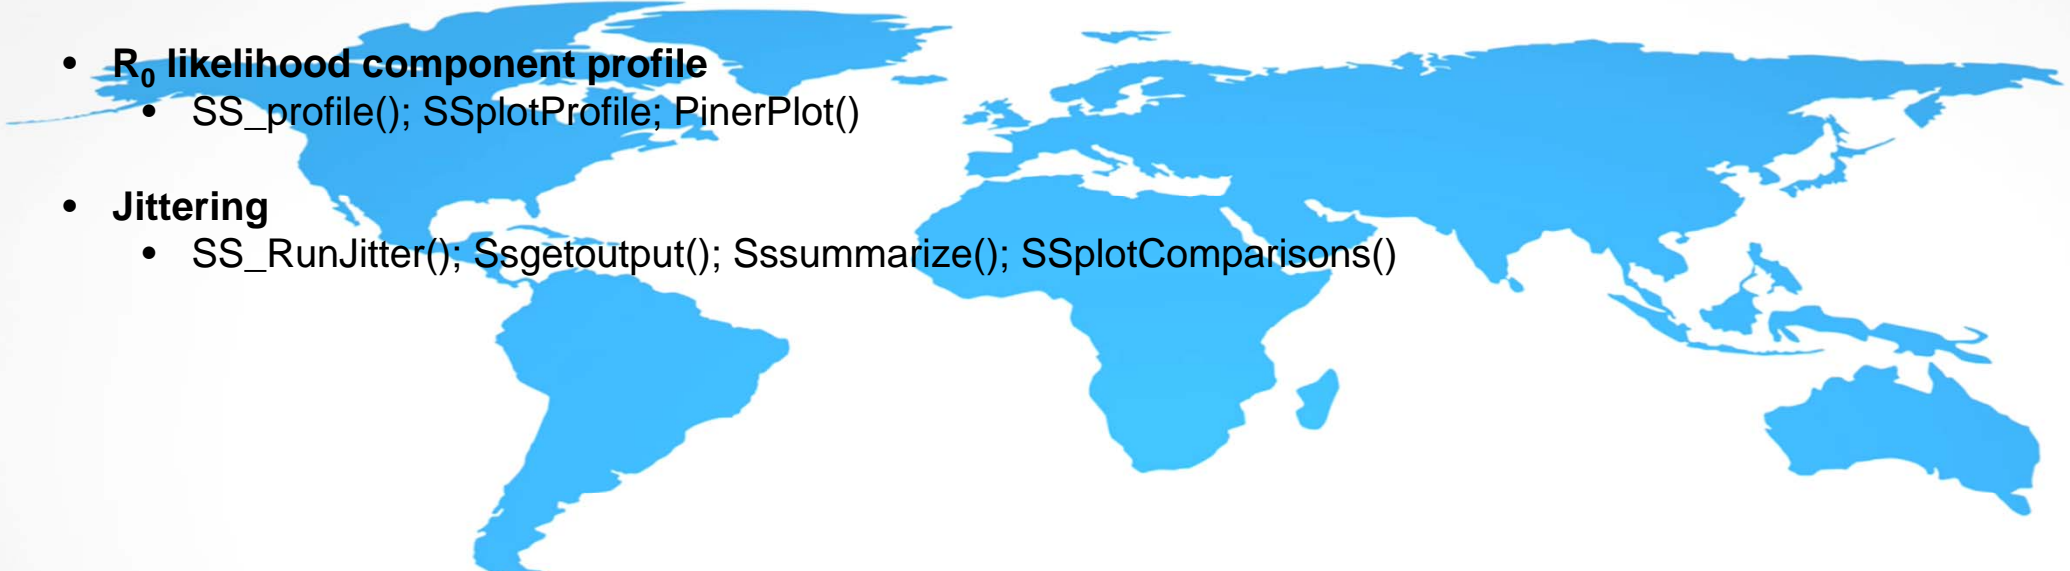 • R₀ likelihood component profile
• SS_profile(); SSplotProfile; PinerPlot()
• Jittering
• SS_RunJitter(); Ssgetoutput(); Sssummarize(); SSplotComparisons()